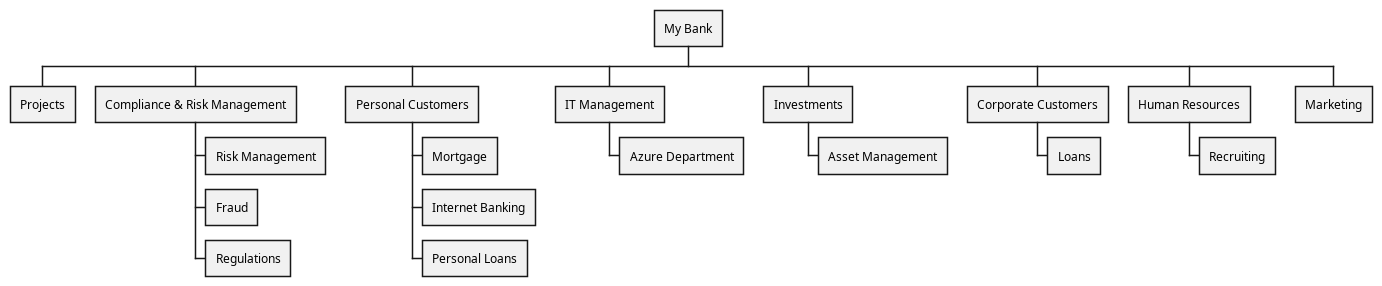 My Bank
Projects
Compliance & Risk Management
Personal Customers
IT Management
Investments
Corporate Customers
Human Resources
Marketing
Risk Management
Mortgage
Azure Department
Asset Management
Loans
Recruiting
Fraud
Internet Banking
Regulations
Personal Loans